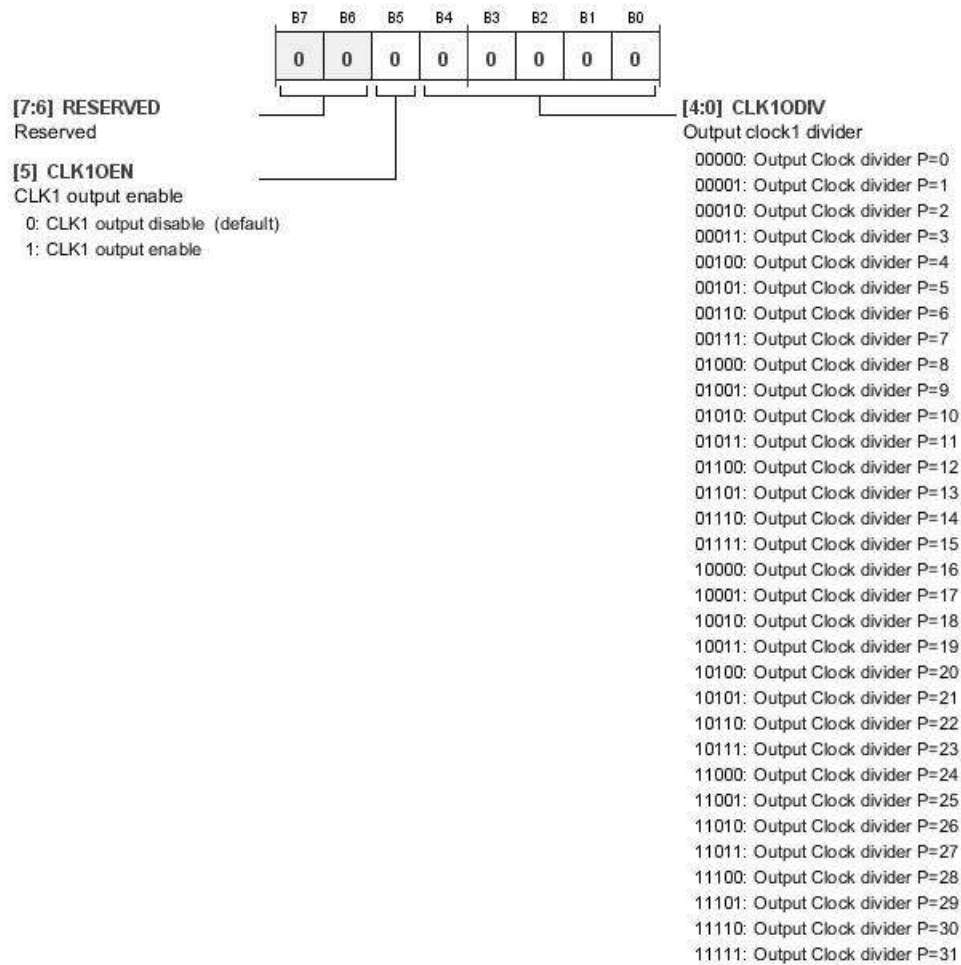 B7 B6 B5 B4 B3 B2 B1 B0
0 0 0 0 0 0 0 0
[7:6] RESERVED
Reserved
[5] CLK1OEN
CLK1 output enable
0: CLK1 output disable (default)
1: CLK1 output enable
[4:0] CLK1ODIV
Output clock1 divider
00000: Output Clock divider P=0
00001: Output Clock divider P=1
00010: Output Clock divider P=2
00011: Output Clock divider P=3
00100: Output Clock divider P=4
00101: Output Clock divider P=5
00110: Output Clock divider P=6
00111: Output Clock divider P=7
01000: Output Clock divider P=8
01001: Output Clock divider P=9
01010: Output Clock divider P=10
01011: Output Clock divider P=11
01100: Output Clock divider P=12
01101: Output Clock divider P=13
01110: Output Clock divider P=14
01111: Output Clock divider P=15
10000: Output Clock divider P=16
10001: Output Clock divider P=17
10010: Output Clock divider P=18
10011: Output Clock divider P=19
10100: Output Clock divider P=20
10101: Output Clock divider P=21
10110: Output Clock divider P=22
10111: Output Clock divider P=23
11000: Output Clock divider P=24
11001: Output Clock divider P=25
11010: Output Clock divider P=26
11011: Output Clock divider P=27
11100: Output Clock divider P=28
11101: Output Clock divider P=29
11110: Output Clock divider P=30
11111: Output Clock divider P=31